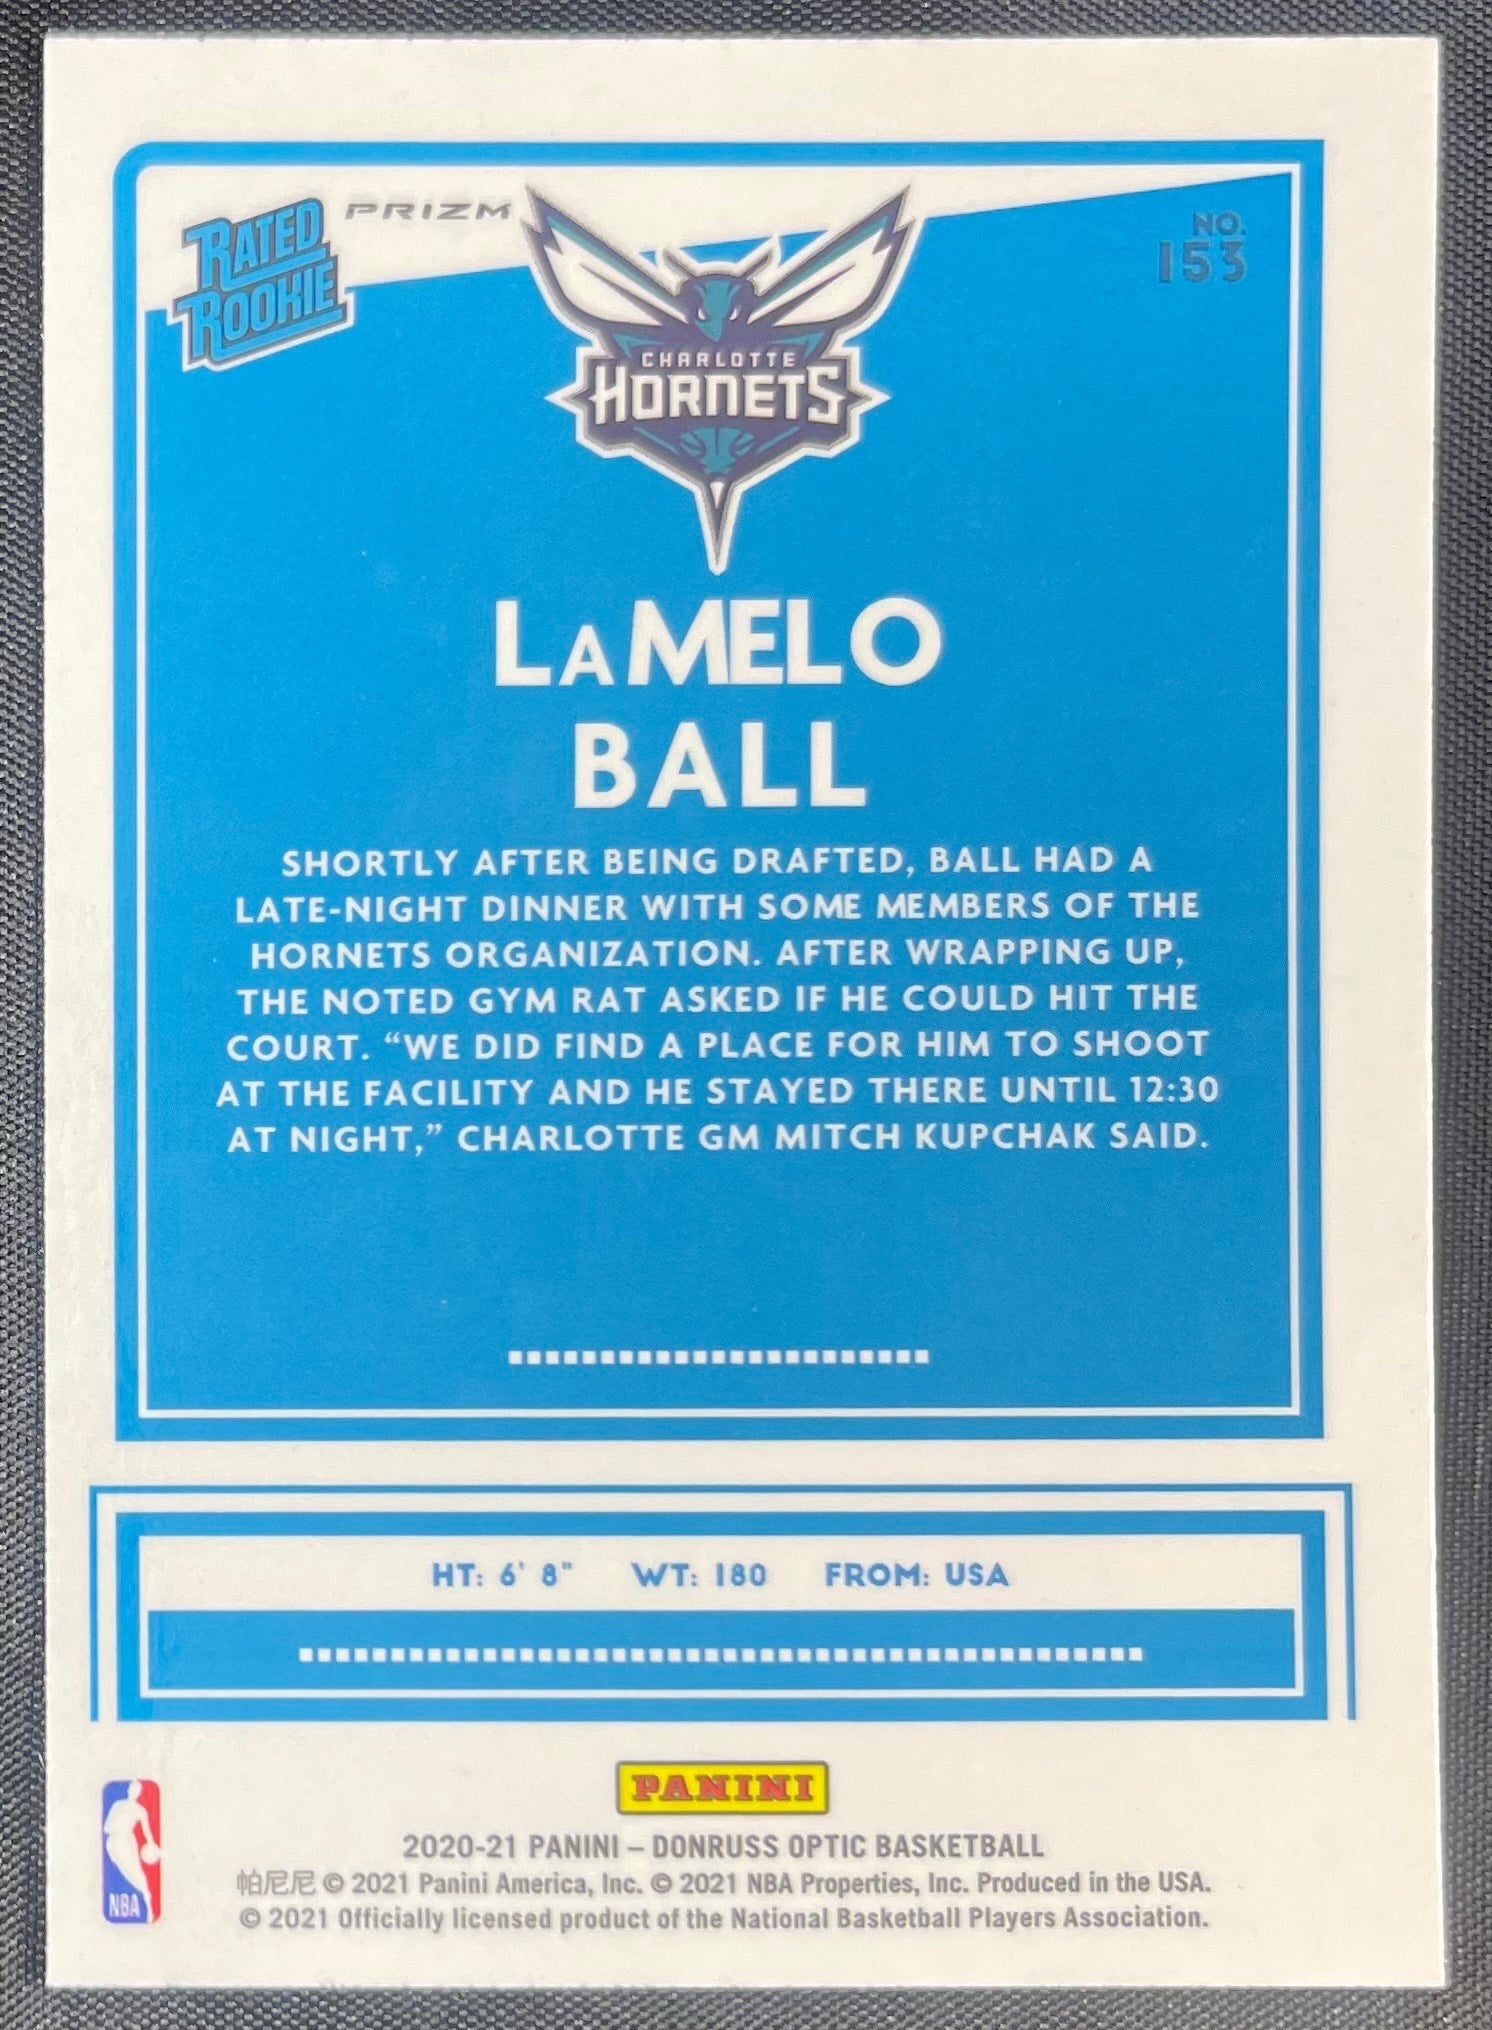 RATED
ROOKIE
PRIZM
NO.
153
CHARLOTTE
HORNETS
LaMELO
BALL
SHORTLY AFTER BEING DRAFTED, BALL HAD A
LATE-NIGHT DINNER WITH SOME MEMBERS OF THE
HORNETS ORGANIZATION. AFTER WRAPPING UP,
THE NOTED GYM RAT ASKED IF HE COULD HIT THE
COURT. “WE DID FIND A PLACE FOR HIM TO SHOOT
AT THE FACILITY AND HE STAYED THERE UNTIL 12:30
AT NIGHT,” CHARLOTTE GM MITCH KUPCHAK SAID.
HT: 6' 8" WT: 180 FROM: USA
PANINI
2020-21 PANINI – DONRUSS OPTIC BASKETBALL
帕尼尼 © 2021 Panini America, Inc. © 2021 NBA Properties, Inc. Produced in the USA.
© 2021 Officially licensed product of the National Basketball Players Association.
NBA